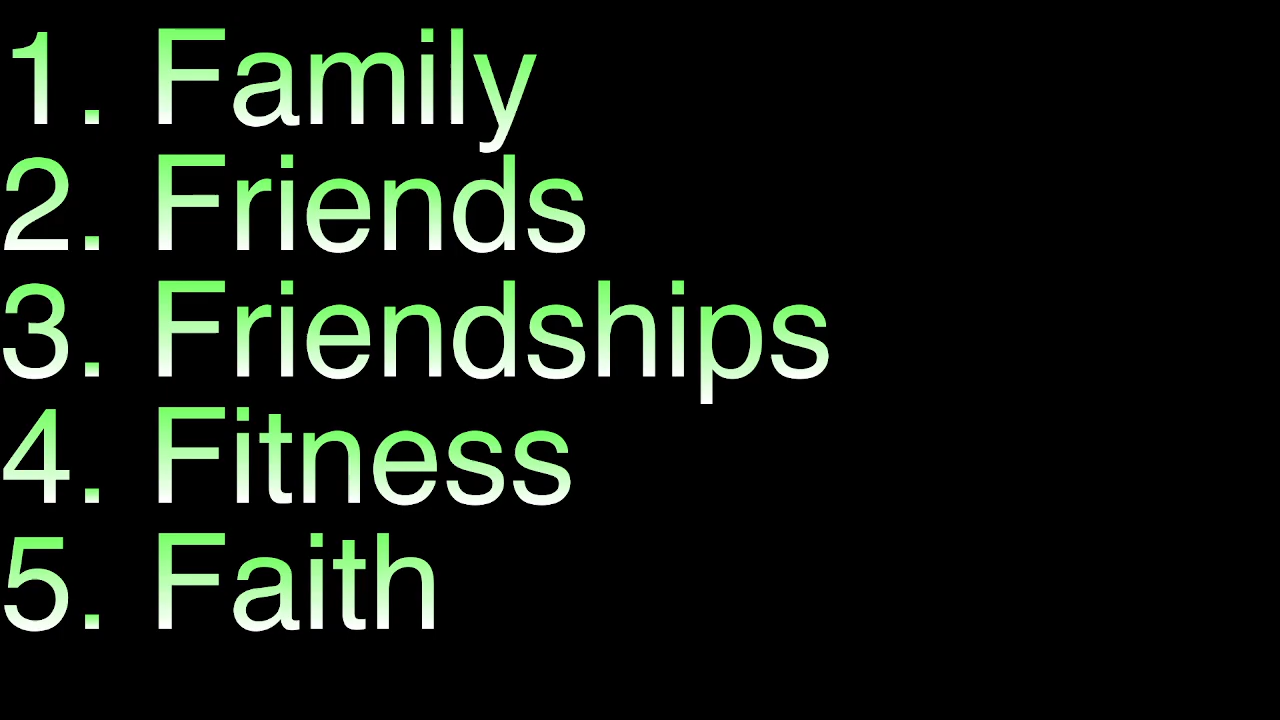 1. Family
2. Friends
3. Friendships
4. Fitness
5. Faith